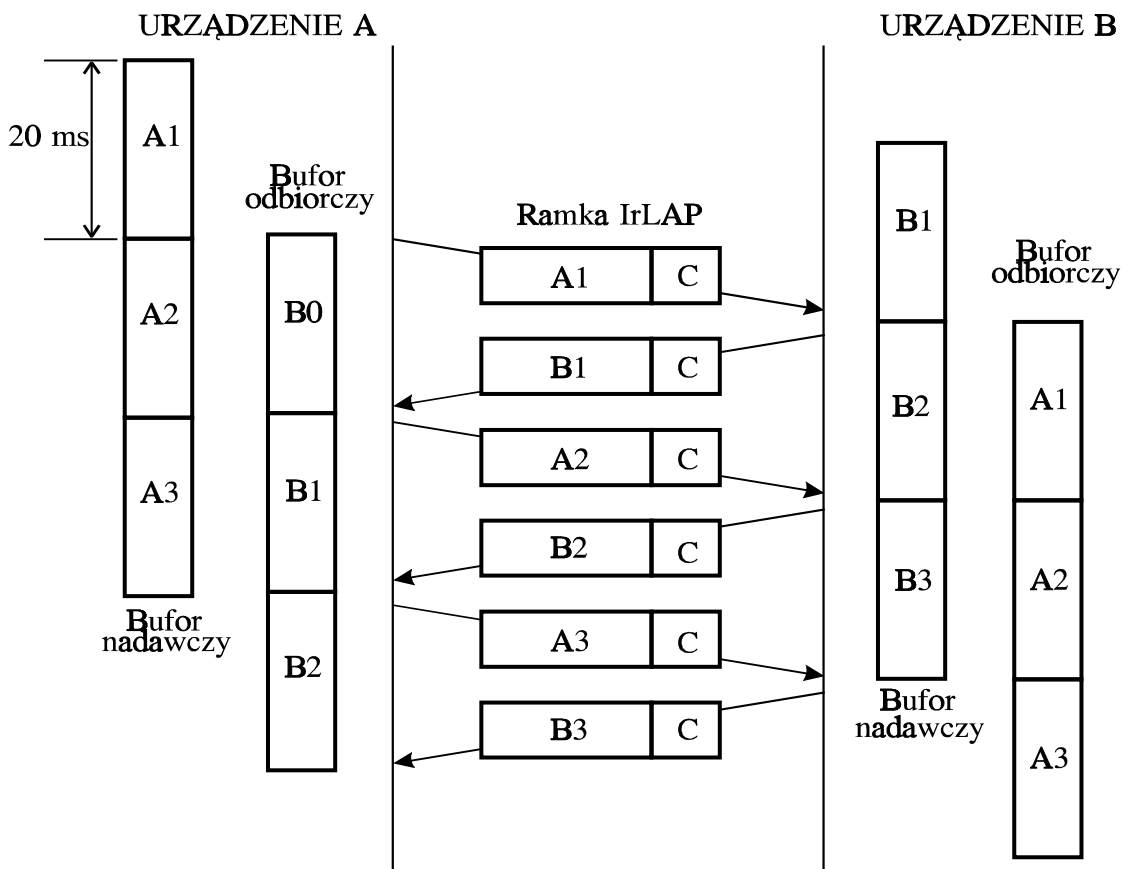 URZĄDZENIE A
URZĄDZENIE B
20 ms
A1
A2
A3
Bufor
nadawczy
Bufor
odbiorczy
B0
B1
B2
Ramka IrLAP
A1 C
B1 C
A2 C
B2 C
A3 C
B3 C
B1
B2
B3
Bufor
nadawczy
Bufor
odbiorczy
A1
A2
A3